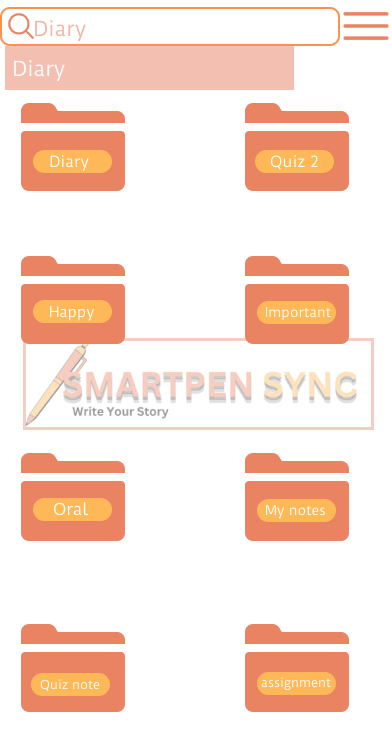 Diary
Diary
Diary
Quiz 2
Happy
Important
SMARTPEN SYNC
Write Your Story
Oral
My notes
Quiz note
assignment